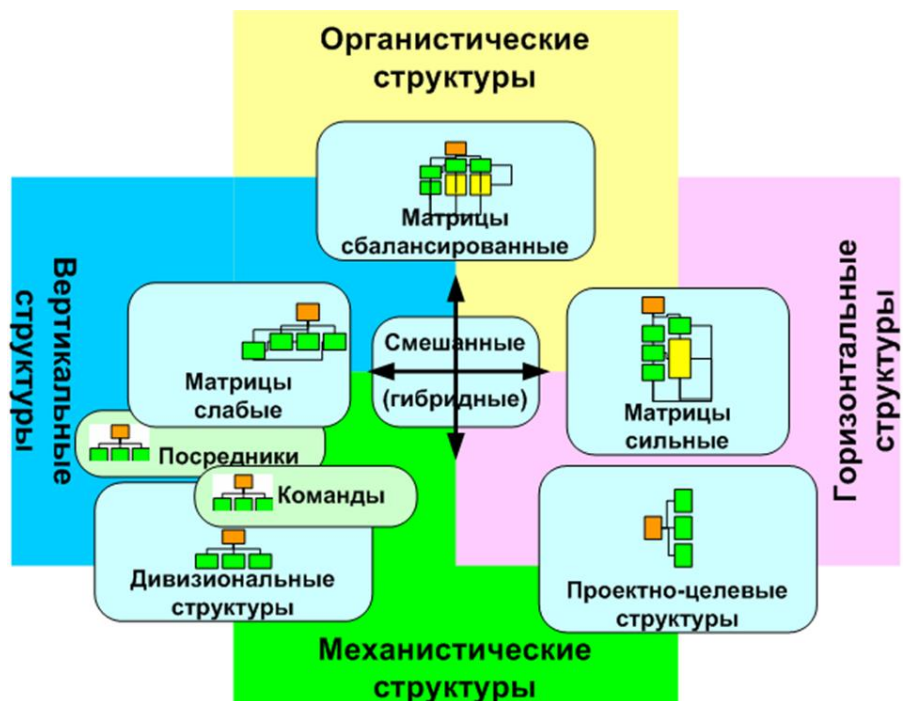 Органистические
структуры
Матрицы
сбалансированные
Вертикальные
структуры
Горизонтальные
структуры
Смешанные
(гибридные)
Матрицы
слабые
Матрицы
сильные
Посредники
Команды
Дивизиональные
структуры
Проектно-целевые
структуры
Механистические
структуры